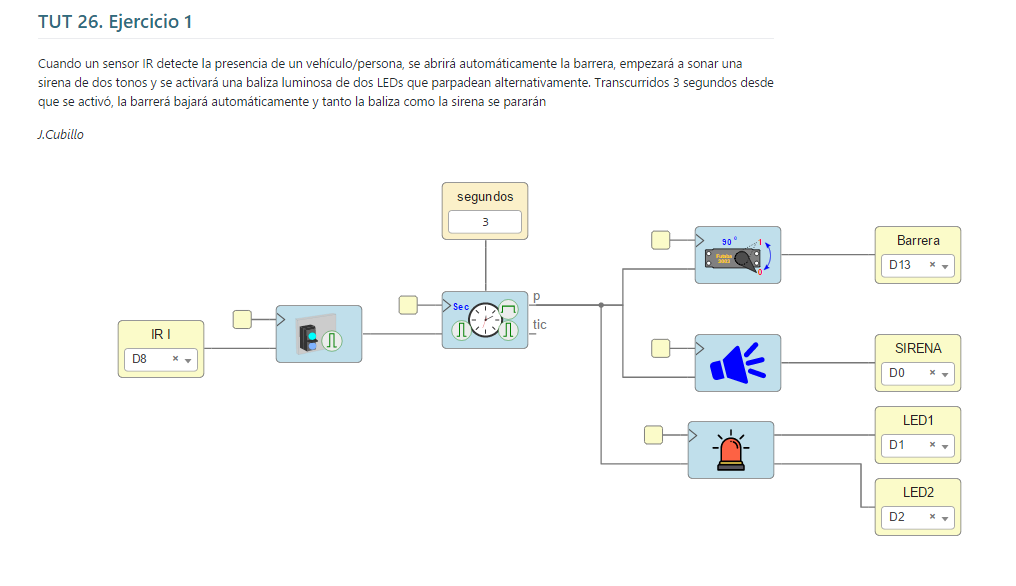 TUT 26. Ejercicio 1
Cuando un sensor IR detecte la presencia de un vehículo/persona, se abrirá automáticamente la barrera, empezará a sonar una
sirena de dos tonos y se activará una baliza luminosa de dos LEDs que parpadean alternativamente. Transcurridos 3 segundos desde
que se activó, la barrerá bajará automáticamente y tanto la baliza como la sirena se pararán
J.Cubillo
segundos
3
90°
1
Futaba
3003
0
Barrera
D13
Sec
p
tic
IR I
D8
SIRENA
D0
LED1
D1
LED2
D2